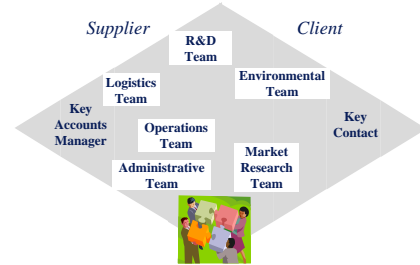 Supplier
Client
R&D
Team
Logistics
Team
Environmental
Team
Key
Accounts
Manager
Operations
Team
Key
Contact
Administrative
Team
Market
Research
Team